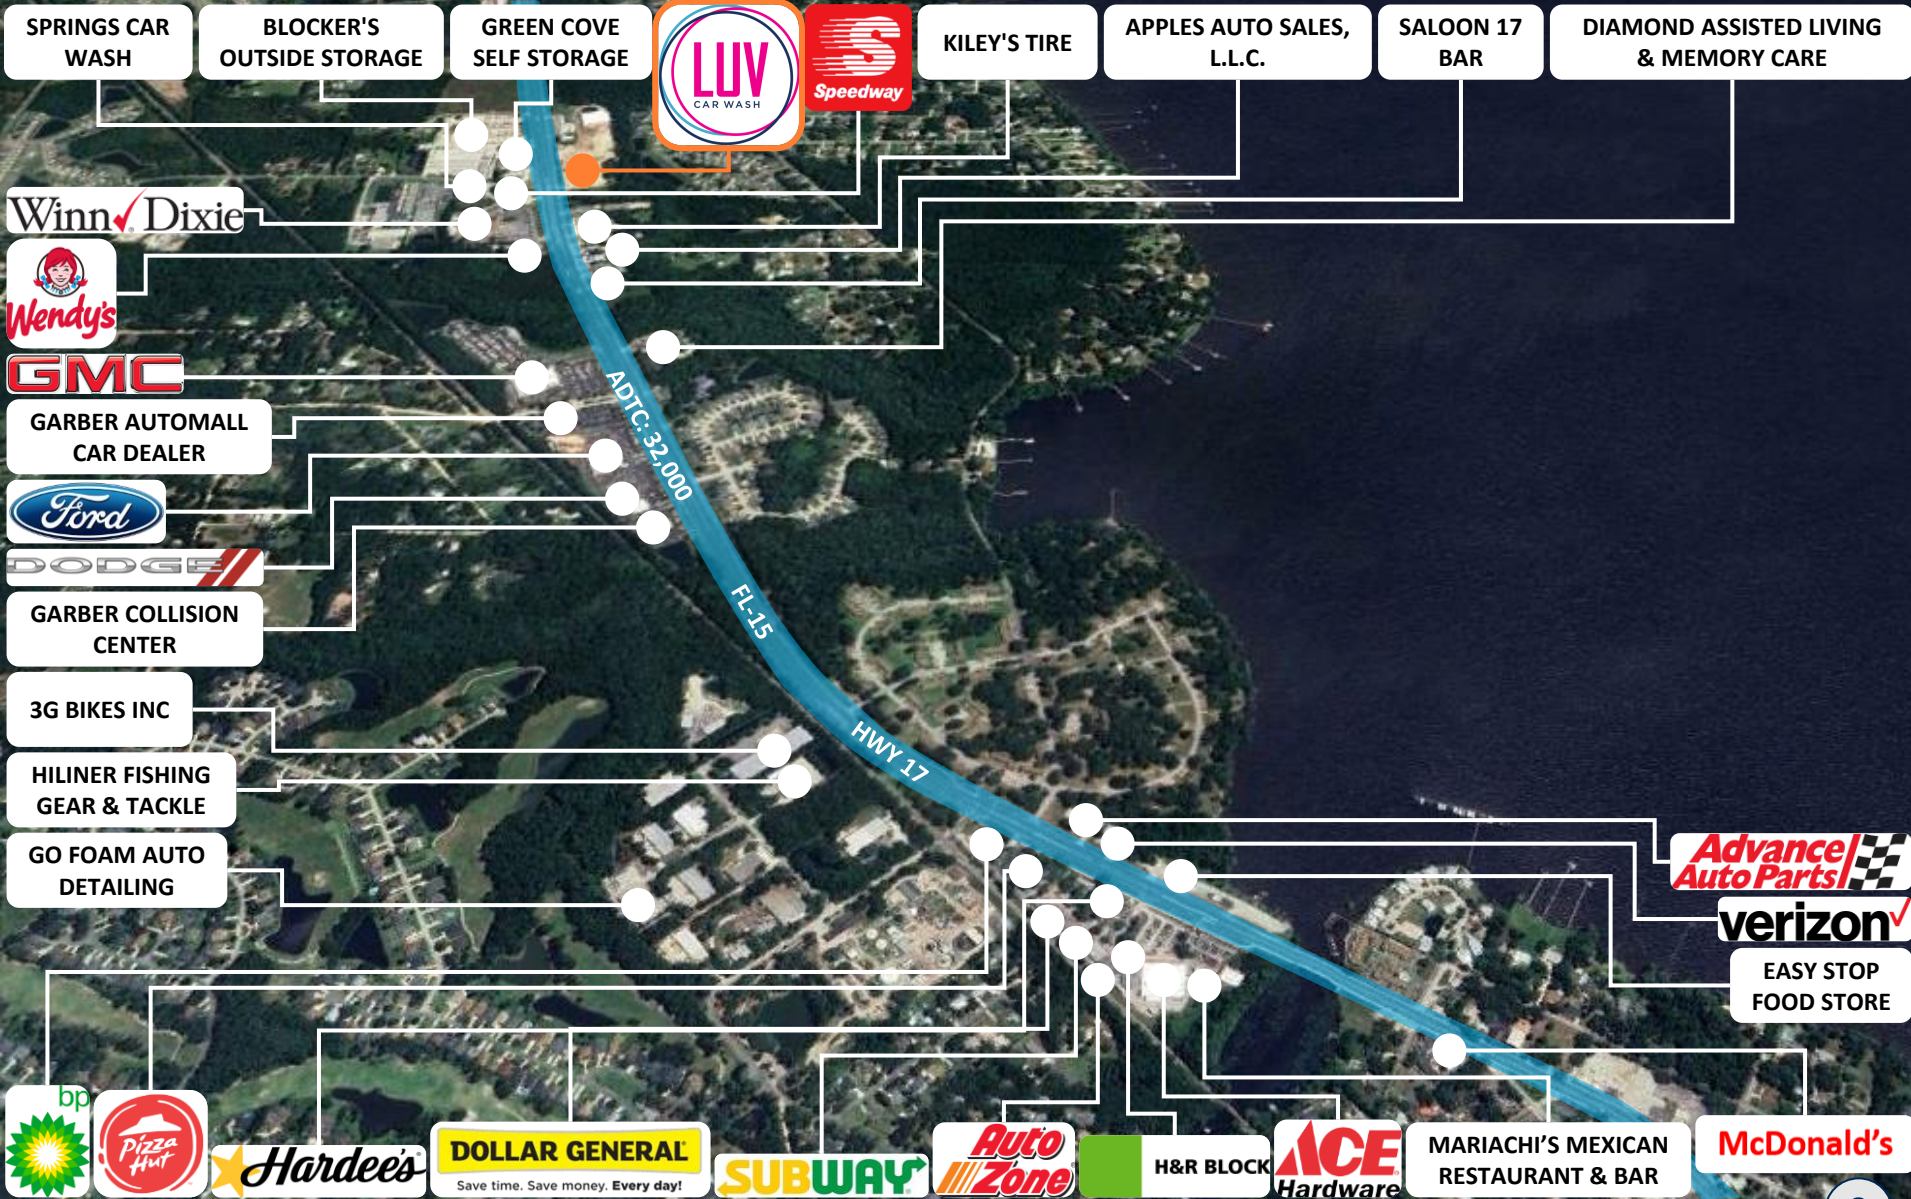 SPRINGS CAR
WASH
BLOCKER'S
OUTSIDE STORAGE
GREEN COVE
SELF STORAGE
LUV
CAR WASH
Speedway
KILEY'S TIRE
APPLES AUTO SALES,
L.L.C.
SALOON 17
BAR
DIAMOND ASSISTED LIVING
& MEMORY CARE
Winn Dixie
Wendy's
GMC
GARBER AUTOMALL
CAR DEALER
Ford
DODGE
GARBER COLLISION
CENTER
3G BIKES INC
HILINER FISHING
GEAR & TACKLE
GO FOAM AUTO
DETAILING
ADTC: 32,000
FL-15
HWY 17
Advance
Auto Parts
verizon
EASY STOP
FOOD STORE
bp
Pizza
Hut
Hardee's
DOLLAR GENERAL
Save time. Save money. Every day!
SUBWAY
Auto
Zone
H&R BLOCK
ACE
Hardware
MARIACHI'S MEXICAN
RESTAURANT & BAR
McDonald's